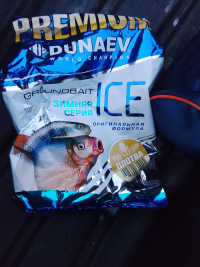 PREMIUM
DUNAEV
WORLD CHAMPION
GROUNDBAIT
ICE
ЗИМНЯЯ
СЕРИЯ
ОРИГИНАЛЬНАЯ
ФОРМУЛА
ПЛОТВА